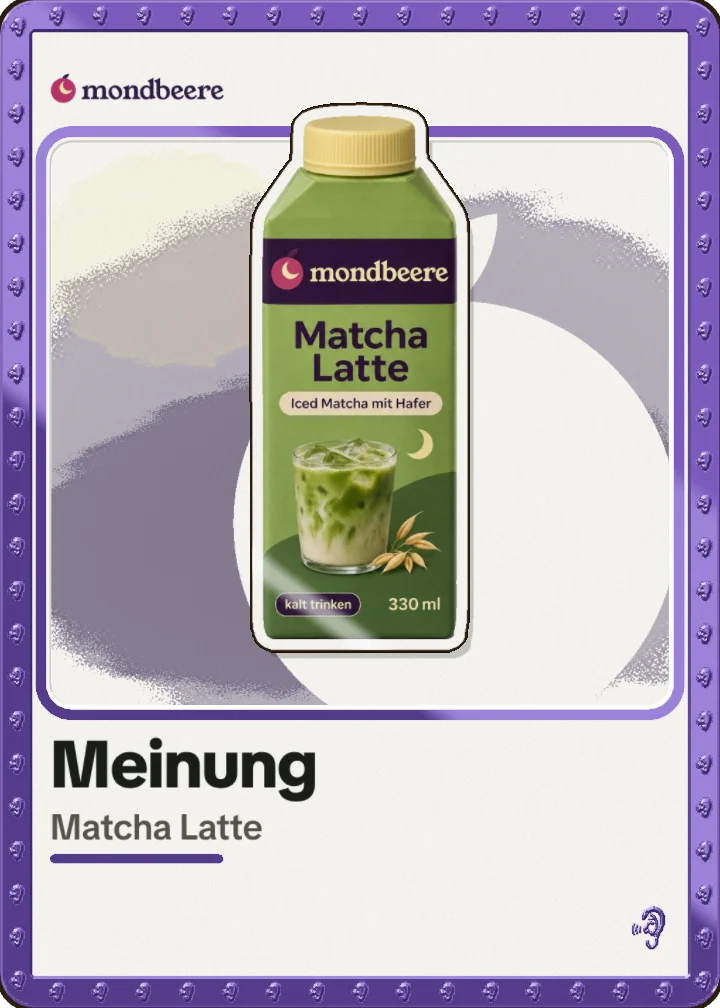 mondbeere
mondbeere
Matcha
Latte
Iced Matcha mit Hafer
kalt trinken
330 ml
Meinung
Matcha Latte